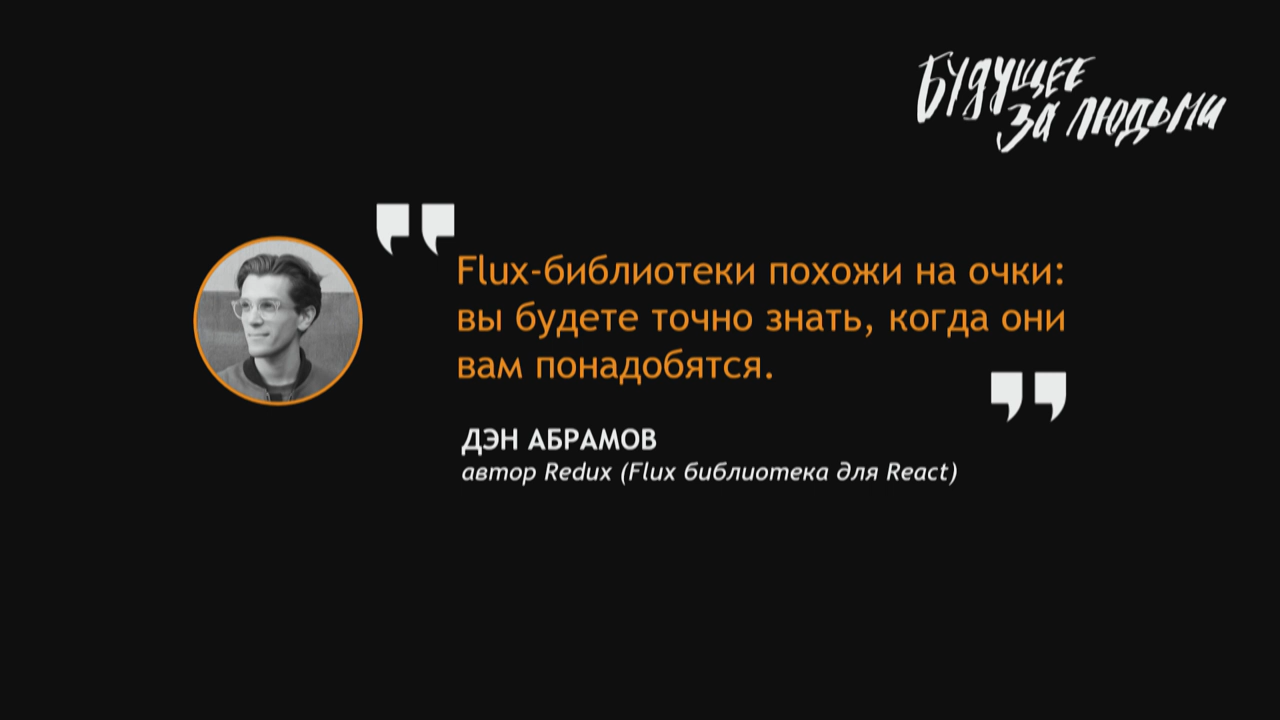 Будущее
за людьми
Flux-библиотеки похожи на очки:
вы будете точно знать, когда они
вам понадобятся.
ДЭН АБРАМОВ
автор Redux (Flux библиотека для React)